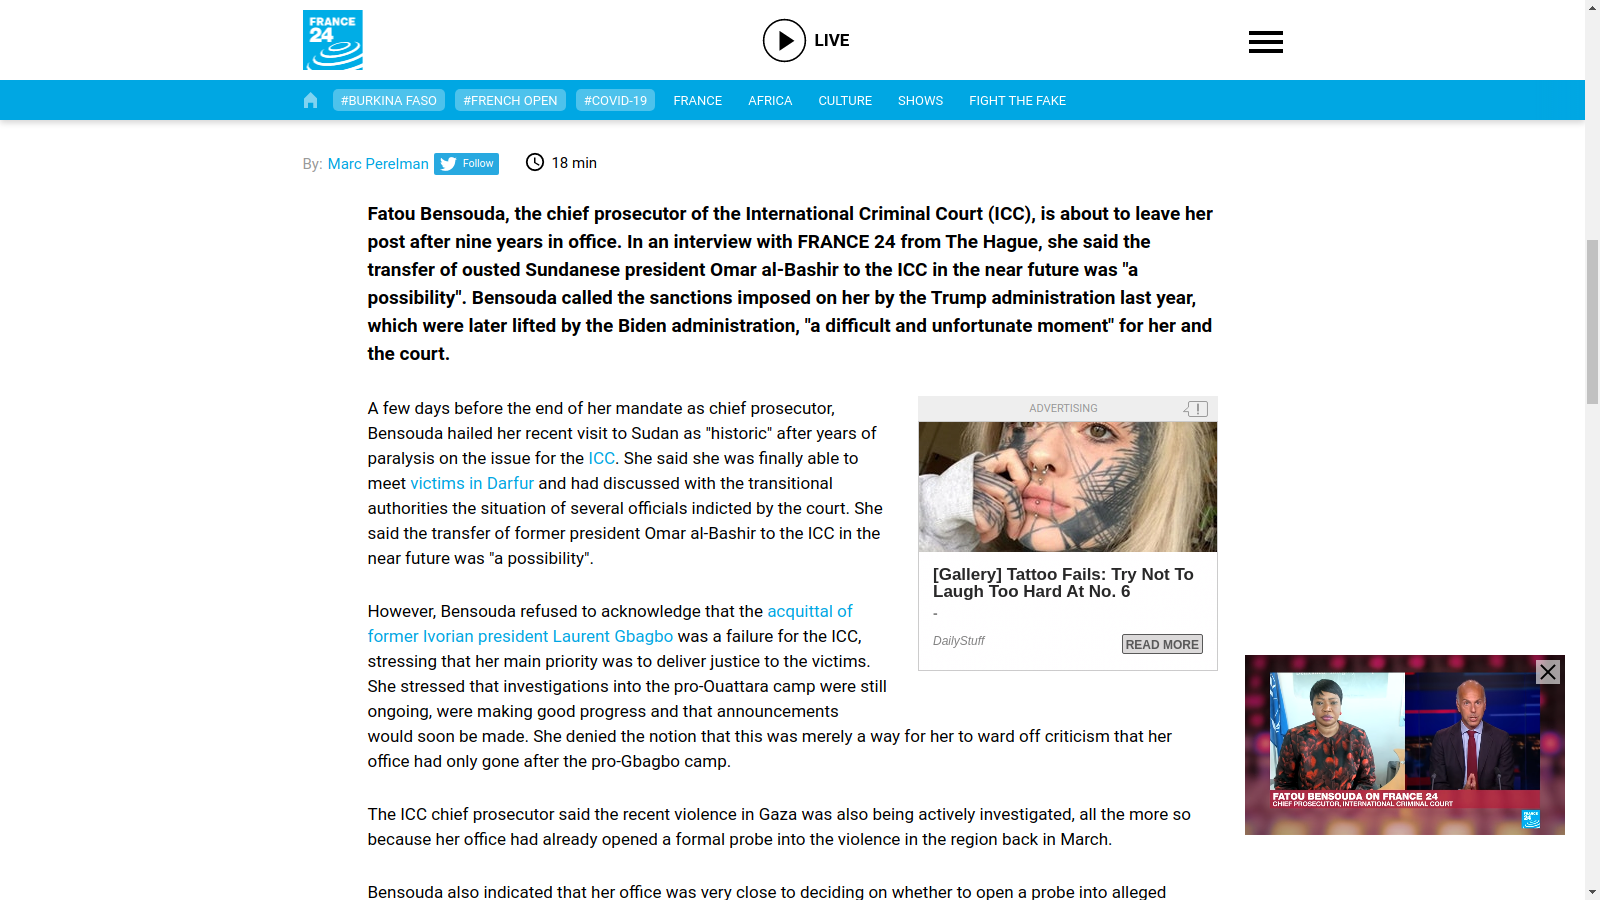 FRANCE
24
LIVE
#BURKINA FASO #FRENCH OPEN #COVID-19 FRANCE AFRICA CULTURE SHOWS FIGHT THE FAKE
By: Marc Perelman Follow 18 min
Fatou Bensouda, the chief prosecutor of the International Criminal Court (ICC), is about to leave her
post after nine years in office. In an interview with FRANCE 24 from The Hague, she said the
transfer of ousted Sundanese president Omar al-Bashir to the ICC in the near future was "a
possibility". Bensouda called the sanctions imposed on her by the Trump administration last year,
which were later lifted by the Biden administration, "a difficult and unfortunate moment" for her and
the court.
A few days before the end of her mandate as chief prosecutor,
Bensouda hailed her recent visit to Sudan as "historic" after years of
paralysis on the issue for the ICC. She said she was finally able to
meet victims in Darfur and had discussed with the transitional
authorities the situation of several officials indicted by the court. She
said the transfer of former president Omar al-Bashir to the ICC in the
near future was "a possibility".
ADVERTISING
[Gallery] Tattoo Fails: Try Not To
Laugh Too Hard At No. 6
-
DailyStuff READ MORE
However, Bensouda refused to acknowledge that the acquittal of
former Ivorian president Laurent Gbagbo was a failure for the ICC,
stressing that her main priority was to deliver justice to the victims.
She stressed that investigations into the pro-Ouattara camp were still
ongoing, were making good progress and that announcements
would soon be made. She denied the notion that this was merely a way for her to ward off criticism that her
office had only gone after the pro-Gbagbo camp.
The ICC chief prosecutor said the recent violence in Gaza was also being actively investigated, all the more so
because her office had already opened a formal probe into the violence in the region back in March.
Bensouda also indicated that her office was very close to deciding on whether to open a probe into alleged
FATOU BENSOUDA ON FRANCE 24
CHIEF PROSECUTOR, INTERNATIONAL CRIMINAL COURT
FRANCE
24